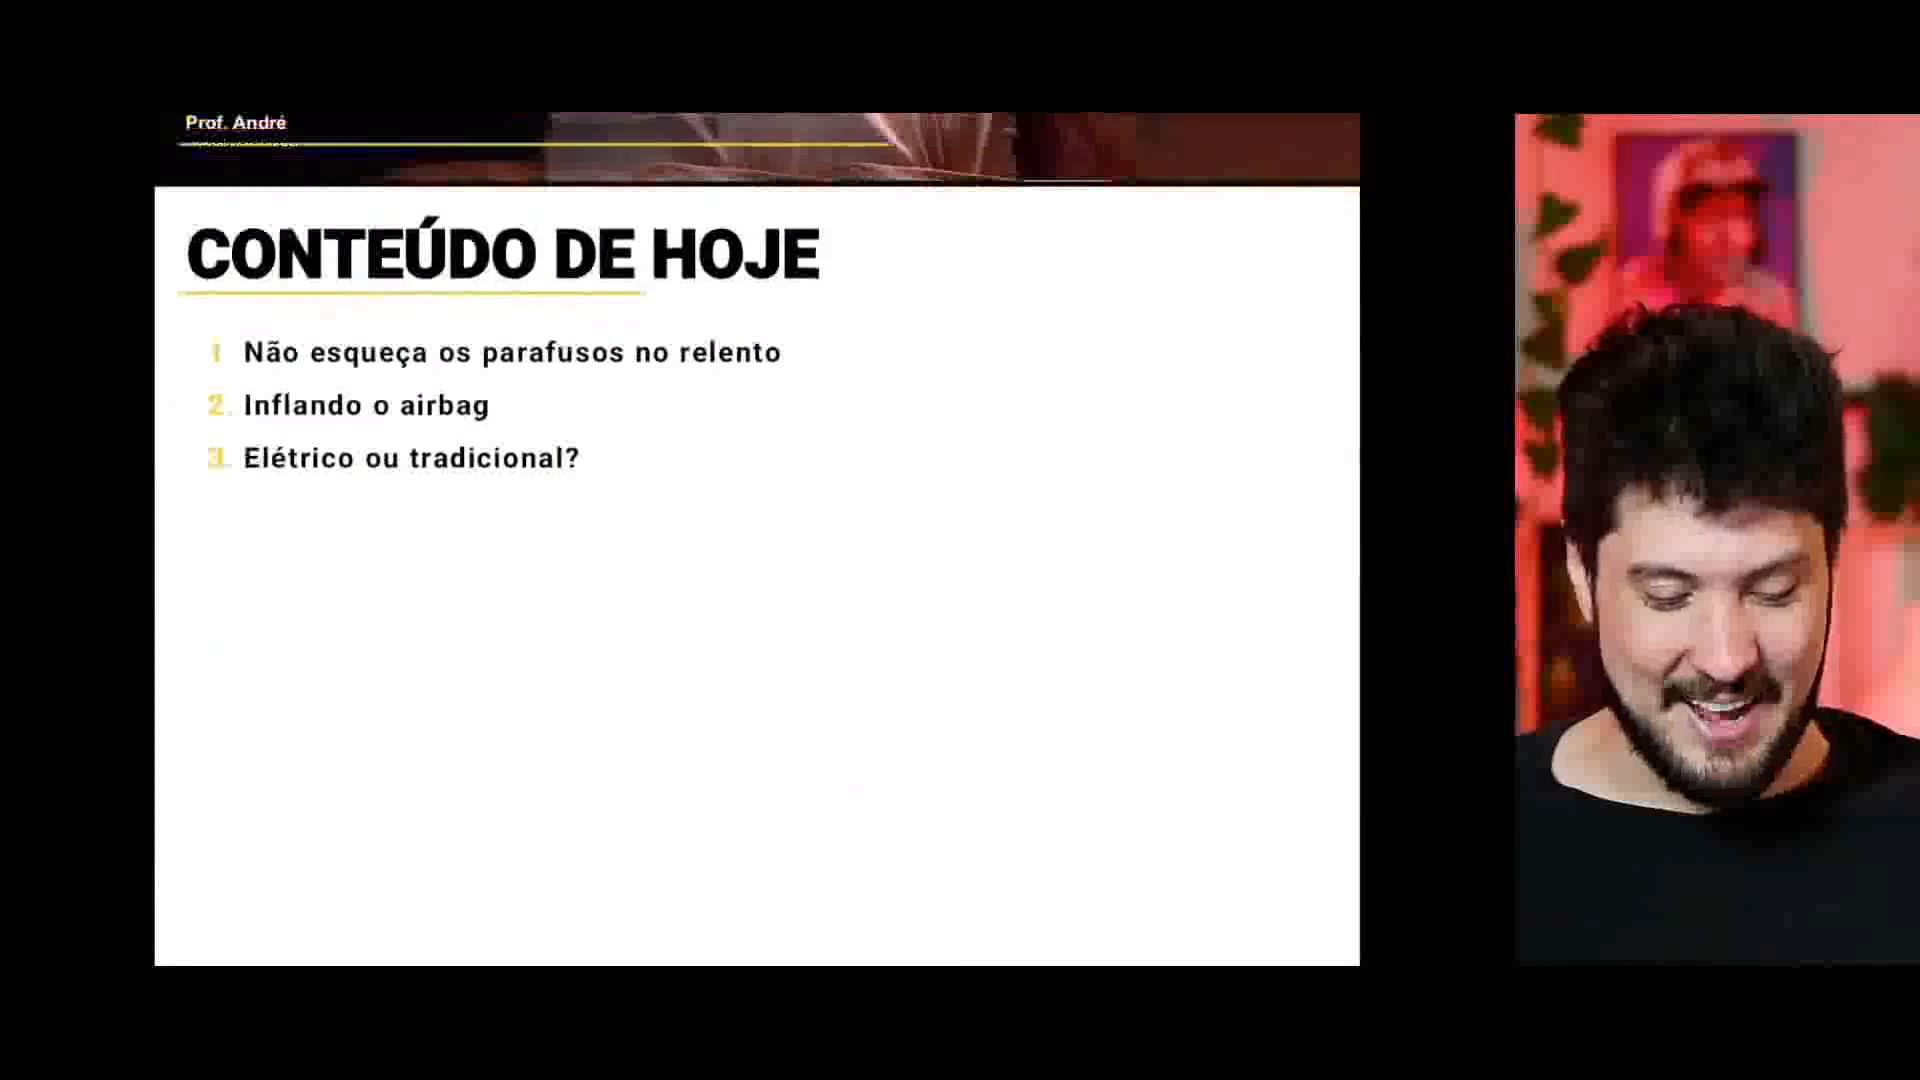 Prof. André
CONTEÚDO DE HOJE
1 Não esqueça os parafusos no relento
2. Inflando o airbag
3. Elétrico ou tradicional?